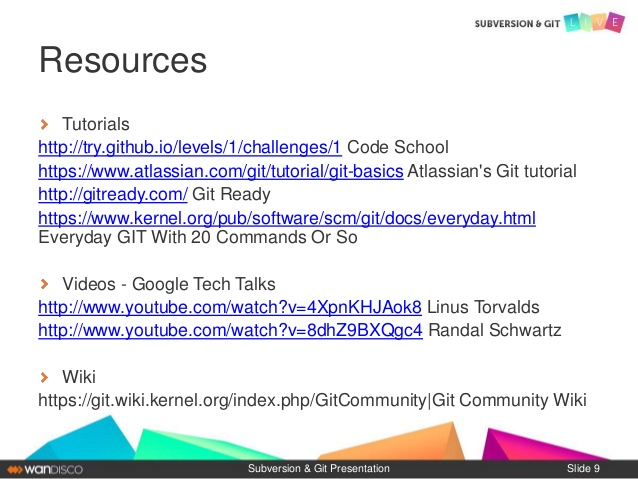 SUBVERSION & GIT LIVE
Resources
Tutorials
http://try.github.io/levels/1/challenges/1 Code School
https://www.atlassian.com/git/tutorial/git-basics Atlassian's Git tutorial
http://gitready.com/ Git Ready
https://www.kernel.org/pub/software/scm/git/docs/everyday.html
Everyday GIT With 20 Commands Or So
Videos - Google Tech Talks
http://www.youtube.com/watch?v=4XpnKHJAok8 Linus Torvalds
http://www.youtube.com/watch?v=8dhZ9BXQgc4 Randal Schwartz
Wiki
https://git.wiki.kernel.org/index.php/GitCommunity|Git Community Wiki
WANDISCO Subversion & Git Presentation Slide 9